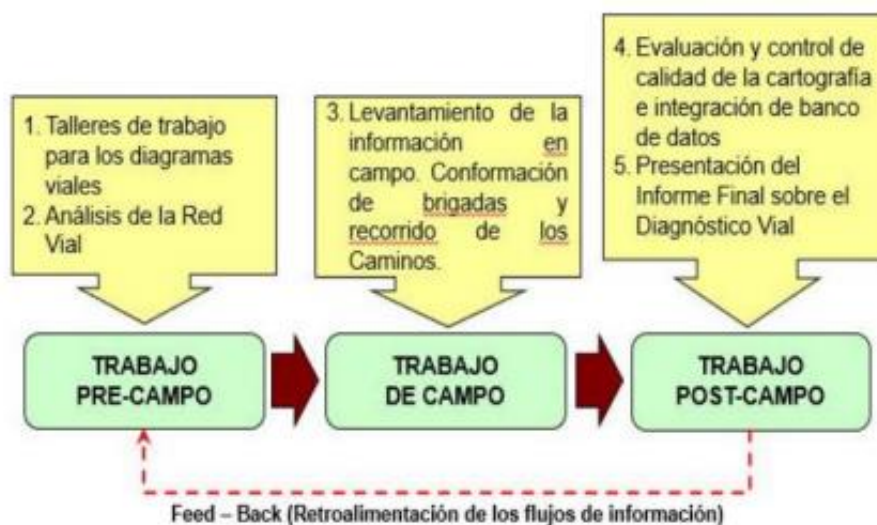 1. Talleres de trabajo
para los diagramas
viales
2. Análisis de la Red
Vial
3. Levantamiento de la
información en
campo. Conformación
de brigadas y
recorrido de los
Caminos.
4. Evaluación y control de
calidad de la cartografía
e integración de banco
de datos
5. Presentación del
Informe Final sobre el
Diagnóstico Vial
TRABAJO
PRE-CAMPO
TRABAJO
DE CAMPO
TRABAJO
POST-CAMPO
Feed – Back (Retroalimentación de los flujos de información)